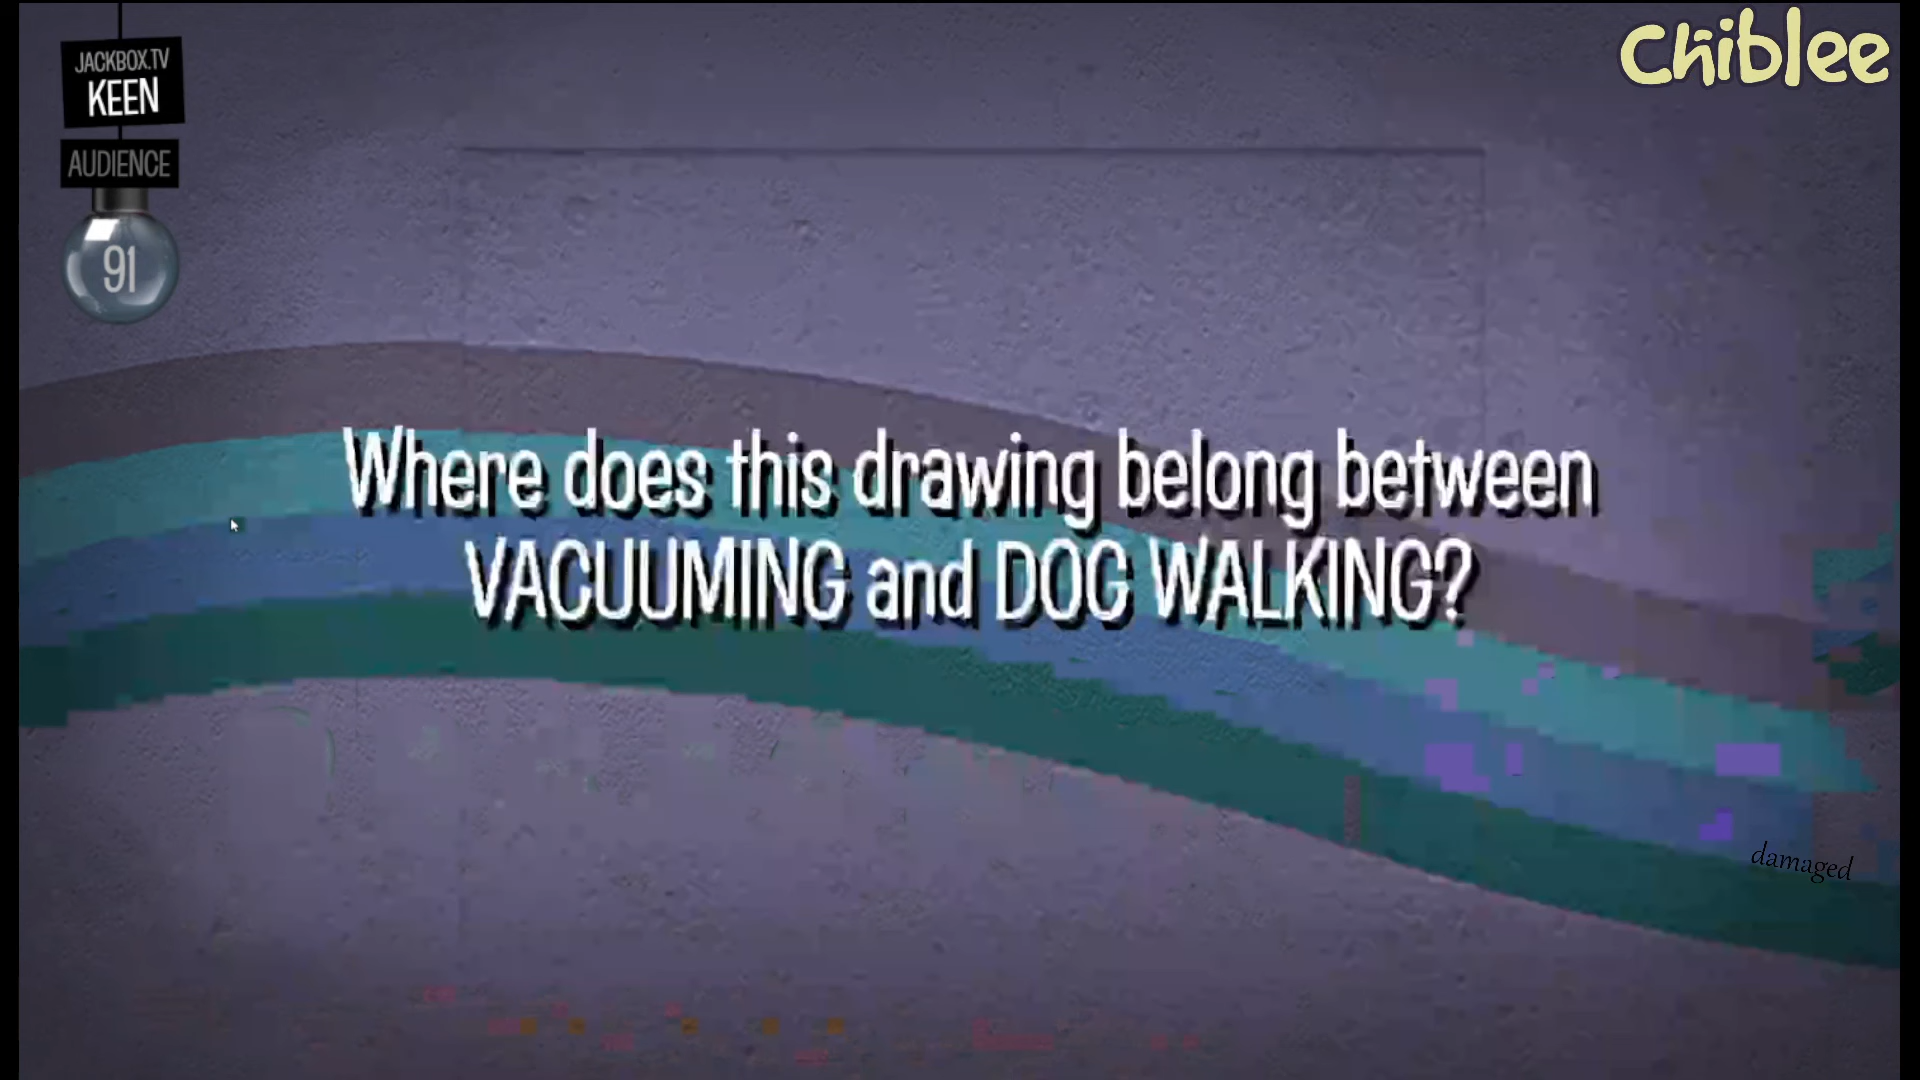 JACKBOX.TV
KEEN
AUDIENCE
91
Chiblee
Where does this drawing belong between
VACUUMING and DOG WALKING?
damaged